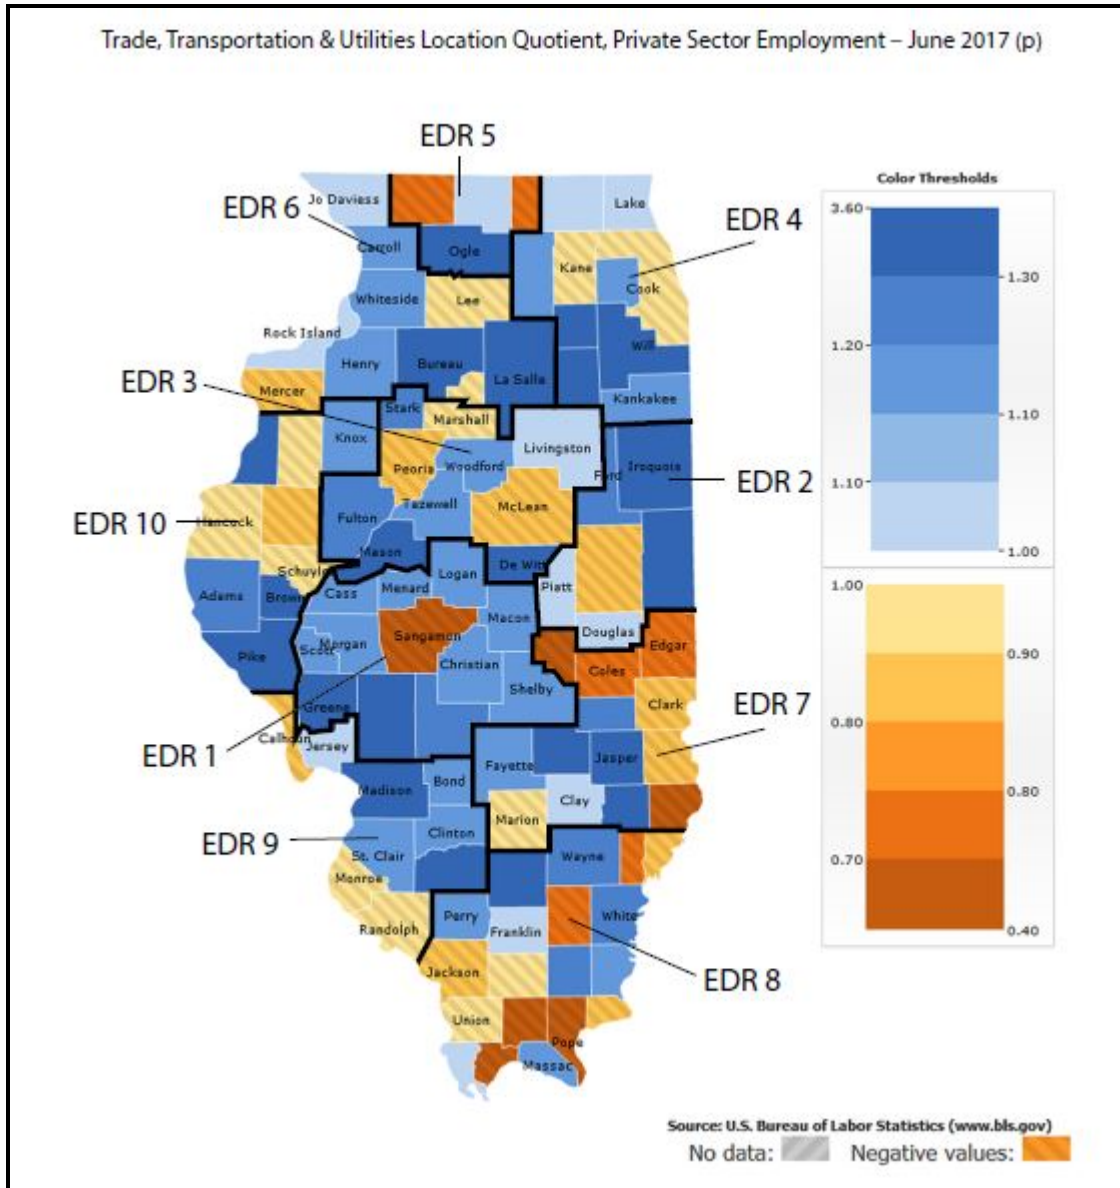 Trade, Transportation & Utilities Location Quotient, Private Sector Employment – June 2017 (p)
EDR 5
Color Thresholds
Jo Daviess
Lake
EDR 6
3.60
EDR 4
Carroll
Ogle
Kane
1.30
Cook
Whiteside
Lee
Rock Island
Will
1.20
Henry
Bureau
La Salle
EDR 3
Mercer
Kankakee
Stark
Marshall
1.10
Knox
Livingston
Peoria
Woodford
Ford
Iroquois
EDR 2
1.10
Tazewell
McLean
EDR 10
Hancock
Fulton
Mason
1.00
De Witt
Schuyler
Logan
Piatt
1.00
Adams
Brown
Cass
Menard
Macon
Sangamon
Douglas
Edgar
Pike
Scott
Morgan
0.90
Christian
Coles
Shelby
Clark
EDR 7
Greene
0.80
Calhoun
Jersey
EDR 1
Fayette
Jasper
Madison
Bond
0.80
Clay
Marion
EDR 9
Clinton
St. Clair
Wayne
0.70
Monroe
Perry
White
Randolph
Franklin
0.40
Jackson
EDR 8
Union
Pope
Massac
Source: U.S. Bureau of Labor Statistics (www.bls.gov)
No data:
Negative values: